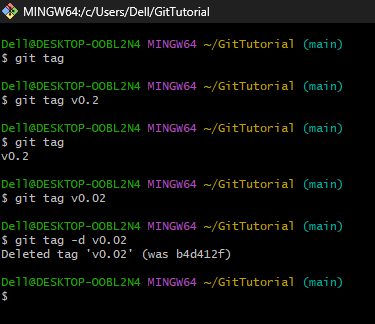 MINGW64:/c/Users/Dell/GitTutorial
Dell@DESKTOP-OOBL2N4 MINGW64 ~/GitTutorial (main)
$ git tag
Dell@DESKTOP-OOBL2N4 MINGW64 ~/GitTutorial (main)
$ git tag v0.2
Dell@DESKTOP-OOBL2N4 MINGW64 ~/GitTutorial (main)
$ git tag
v0.2
Dell@DESKTOP-OOBL2N4 MINGW64 ~/GitTutorial (main)
$ git tag v0.02
Dell@DESKTOP-OOBL2N4 MINGW64 ~/GitTutorial (main)
$ git tag -d v0.02
Deleted tag 'v0.02' (was b4d412f)
Dell@DESKTOP-OOBL2N4 MINGW64 ~/GitTutorial (main)
$